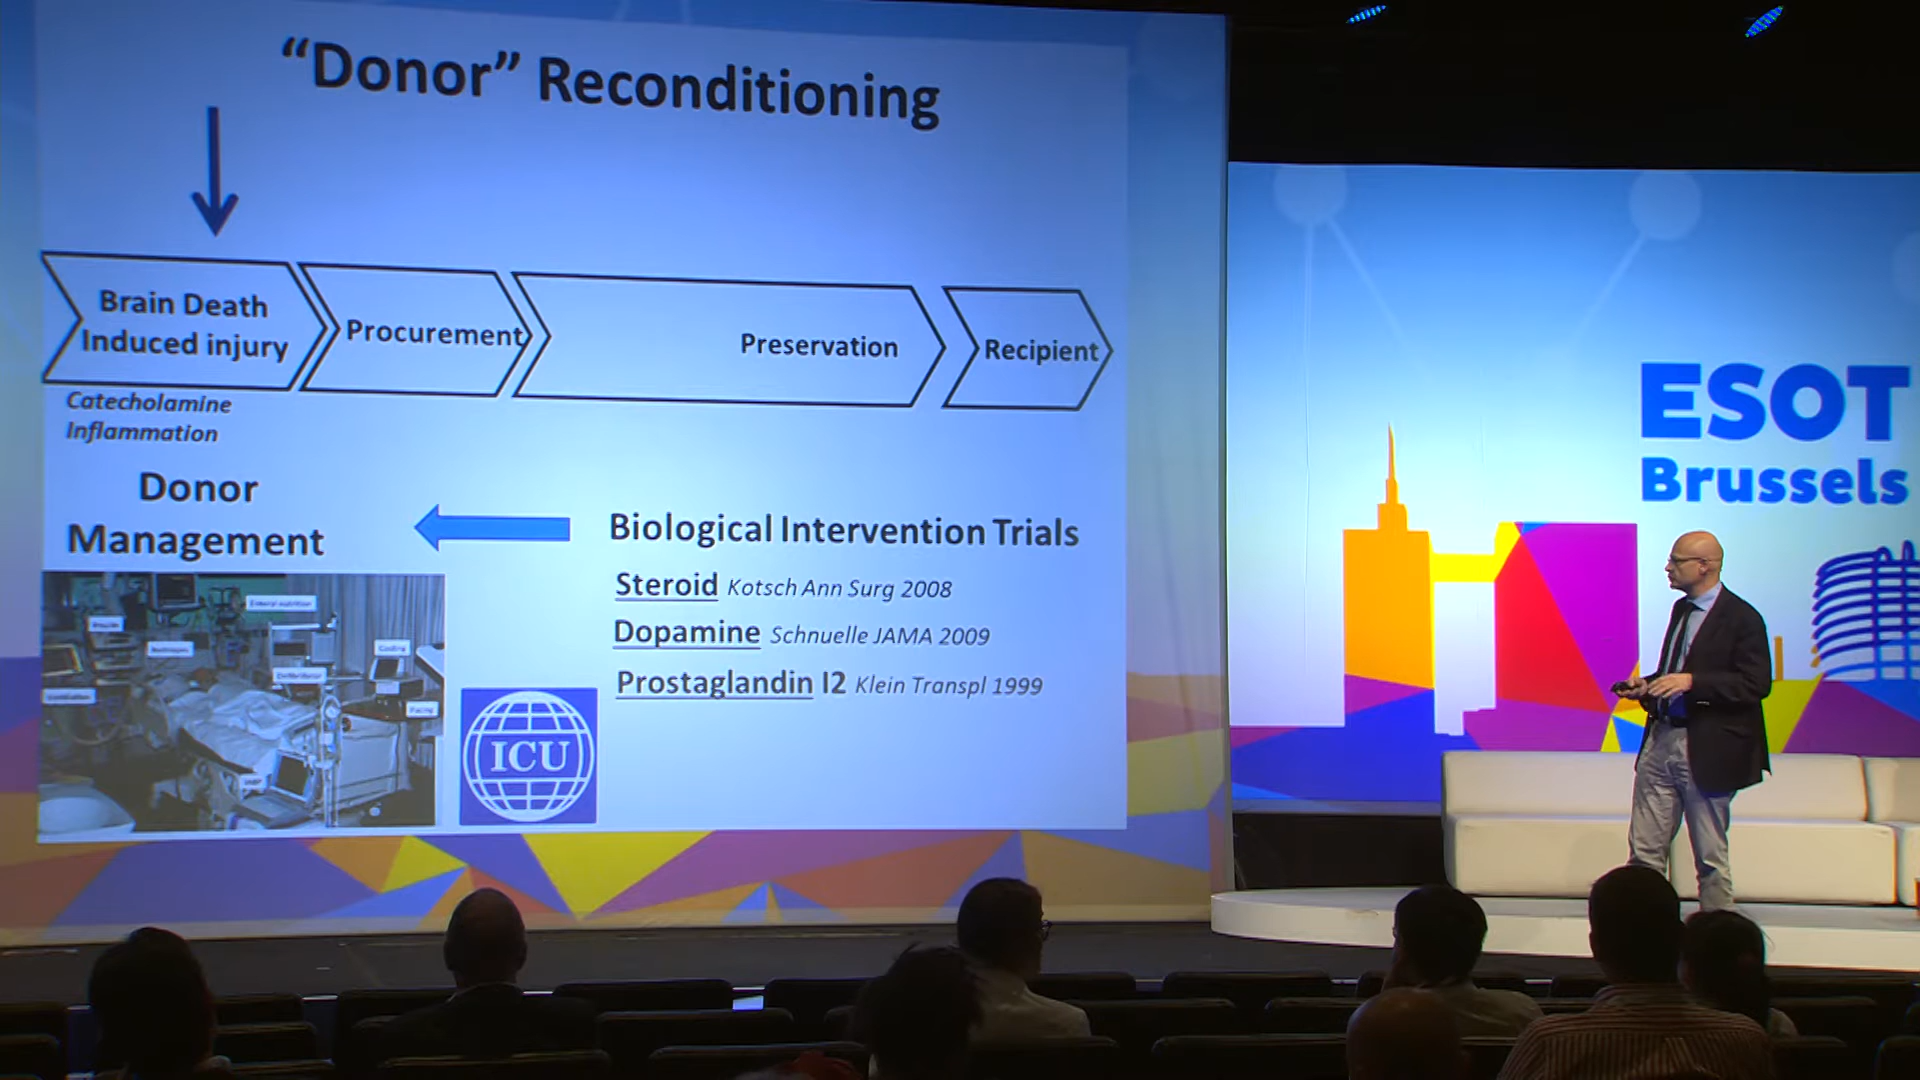 “Donor” Reconditioning
Brain Death
Induced injury
Procurement
Preservation
Recipient
Catecholamine
Inflammation
Donor
Management
Biological Intervention Trials
Steroid Kotsch Ann Surg 2008
Dopamine Schnuelle JAMA 2009
Prostaglandin I2 Klein Transpl 1999
ICU
ESOT
Brussels